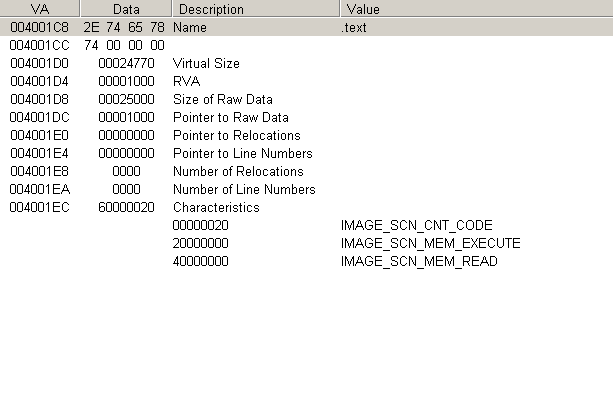 VA Data Description Value
004001C8 2E 74 65 78 Name .text
004001CC 74 00 00 00
004001D0 00024770 Virtual Size
004001D4 00001000 RVA
004001D8 00025000 Size of Raw Data
004001DC 00001000 Pointer to Raw Data
004001E0 00000000 Pointer to Relocations
004001E4 00000000 Pointer to Line Numbers
004001E8 0000 Number of Relocations
004001EA 0000 Number of Line Numbers
004001EC 60000020 Characteristics
00000020 IMAGE_SCN_CNT_CODE
20000000 IMAGE_SCN_MEM_EXECUTE
40000000 IMAGE_SCN_MEM_READ